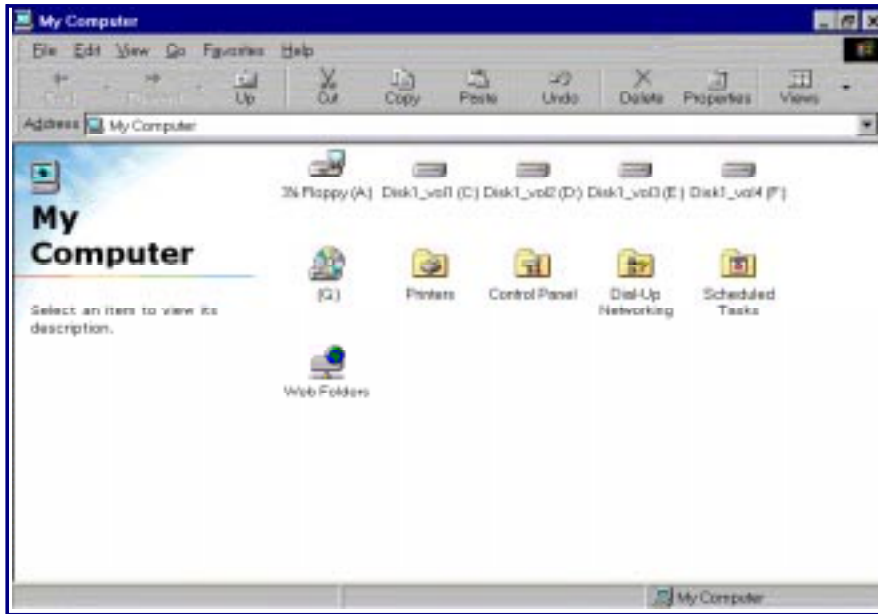 My Computer
File Edit View Go Favorites Help
Up Cut Copy Paste Undo Delete Properties Views
Address My Computer
3½ Floppy (A:) Disk1_vol1 (C:) Disk1_vol2 (D:) Disk1_vol3 (E:) Disk1_vol4 (F:)
My
Computer
(G:) Printers Control Panel Dial-Up Networking Scheduled Tasks
Select an item to view its
description.
Web Folders
My Computer